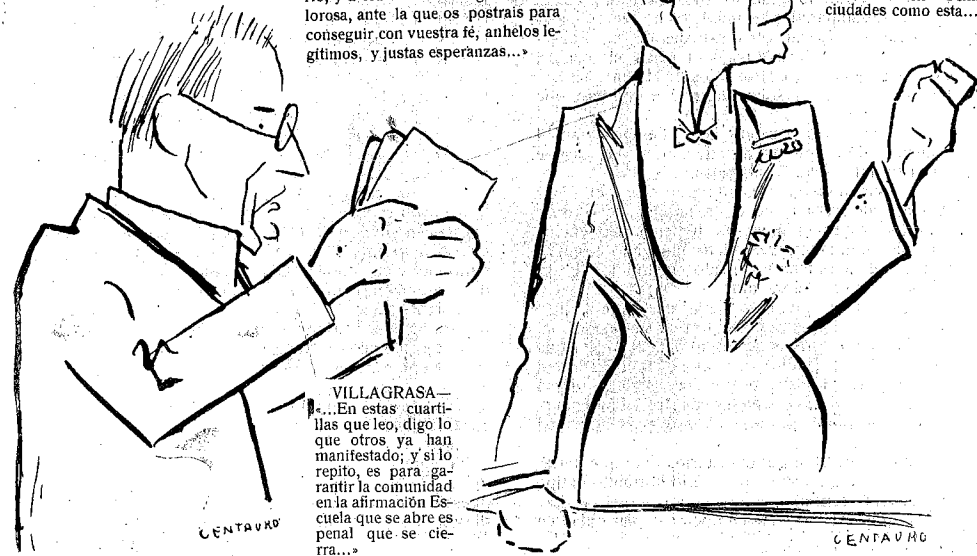 lorosa, ante la que os postrais para
conseguir con vuestra fé, anhelos le-
gítimos, y justas esperanzas...»
ciudades como esta...
VILLAGRASA—
«...En estas cuarti-
llas que leo, digo lo
que otros ya han
manifestado; y si lo
repito, es para ga-
rantir la comunidad
en la afirmación Es-
cuela que se abre es
penal que se cie-
rra...»
CENTAURO
CENTAURO